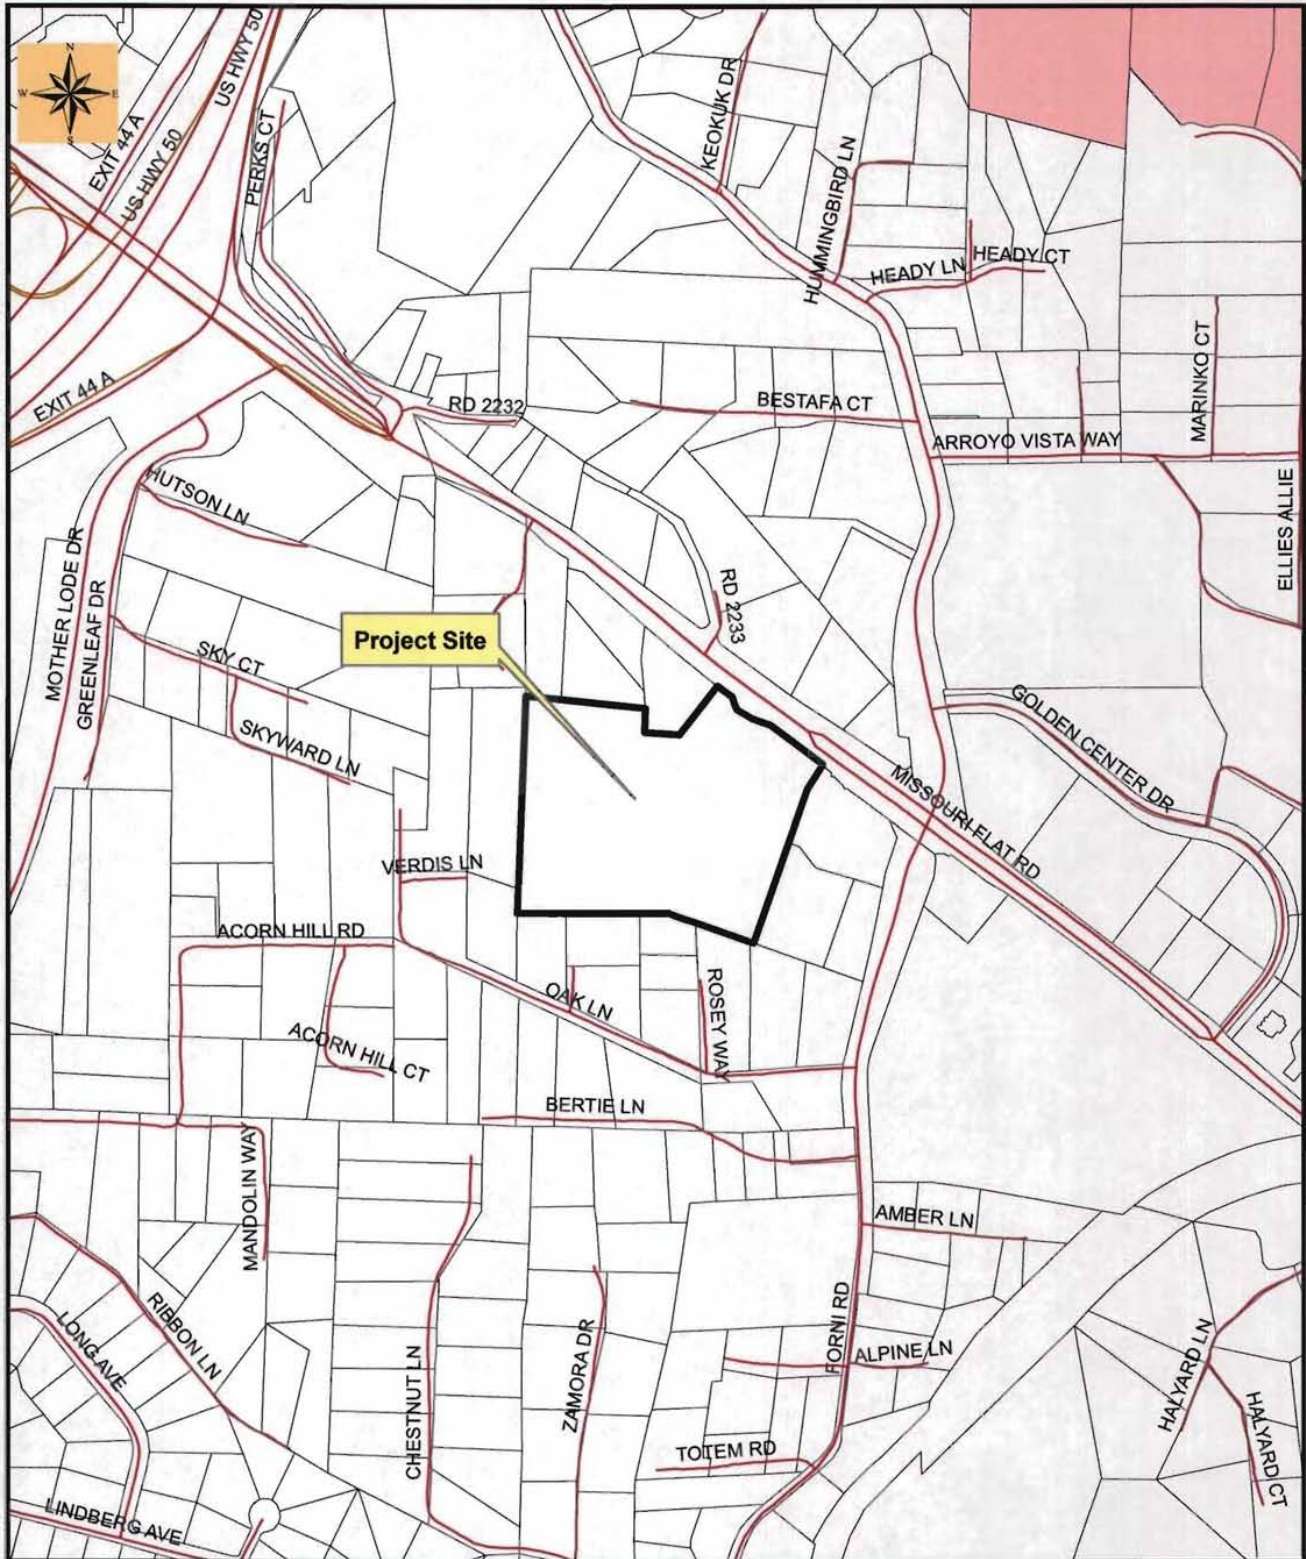 N
W
E
S
US HWY 50
EXIT 44 A
US HWY 50
PERKS CT
KEOKUK DR
HUMMINGBIRD LN
HEADY LN
HEADY CT
MARINKO CT
EXIT 44 A
RD 2232
BESTAFA CT
ARROYO VISTA WAY
ELLIES ALLIE
HUTSON LN
MOTHER LODE DR
GREENLEAF DR
RD 2233
Project Site
SKY CT
SKYWARD LN
GOLDEN CENTER DR
MISSOURI FLAT RD
VERDIS LN
ACORN HILL RD
OAK LN
ROSEY WAY
ACORN HILL CT
BERTIE LN
MANDOLIN WAY
AMBER LN
RIBBON LN
LONG AVE
CHESTNUT LN
ZAMORA DR
FORNI RD
ALPINE LN
HALYARD LN
HALYARD CT
TOTEM RD
LINDBERG AVE